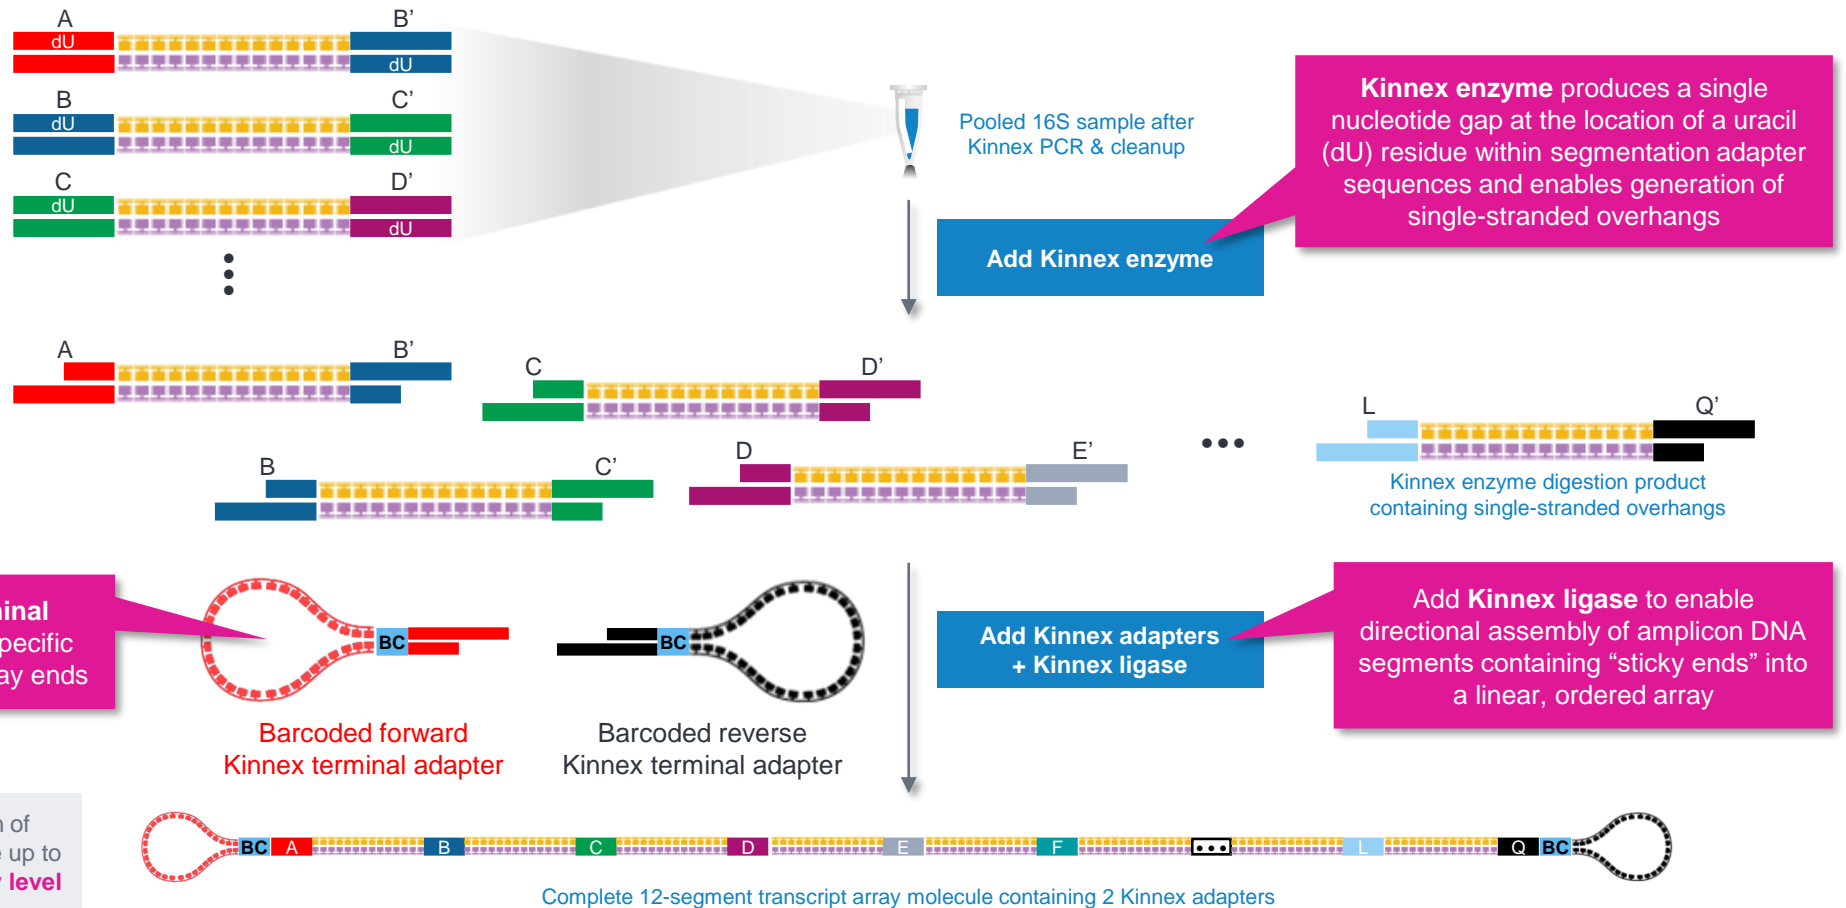 A
B’
dU
dU
B
C’
dU
dU
C
D’
dU
dU
Pooled 16S sample after
Kinnex PCR & cleanup
Kinnex enzyme produces a single
nucleotide gap at the location of a uracil
(dU) residue within segmentation adapter
sequences and enables generation of
single-stranded overhangs
Add Kinnex enzyme
A
B’
C
D’
L
Q’
B
C’
D
E’
Kinnex enzyme digestion product
containing single-stranded overhangs
BC
BC
Barcoded forward
Kinnex terminal adapter
Barcoded reverse
Kinnex terminal adapter
Add Kinnex adapters
+ Kinnex ligase
Add Kinnex ligase to enable
directional assembly of amplicon DNA
segments containing “sticky ends” into
a linear, ordered array
ends
of
up to
level
BC A B C D E F ••• L Q BC
Complete 12-segment transcript array molecule containing 2 Kinnex adapters